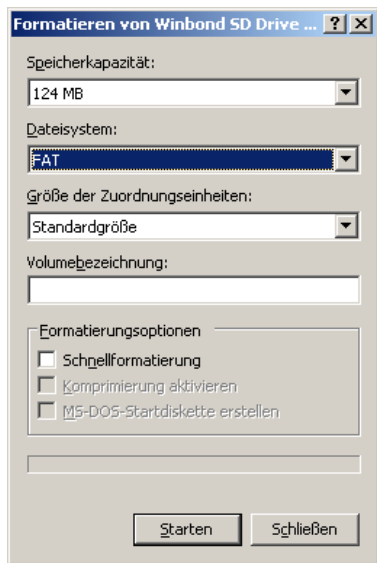 Formatieren von Winbond SD Drive ...
Speicherkapazität:
124 MB
Dateisystem:
FAT
Größe der Zuordnungseinheiten:
Standardgröße
Volumebezeichnung:
Formatierungsoptionen
Schnellformatierung
Komprimierung aktivieren
MS-DOS-Startdiskette erstellen
Starten Schließen